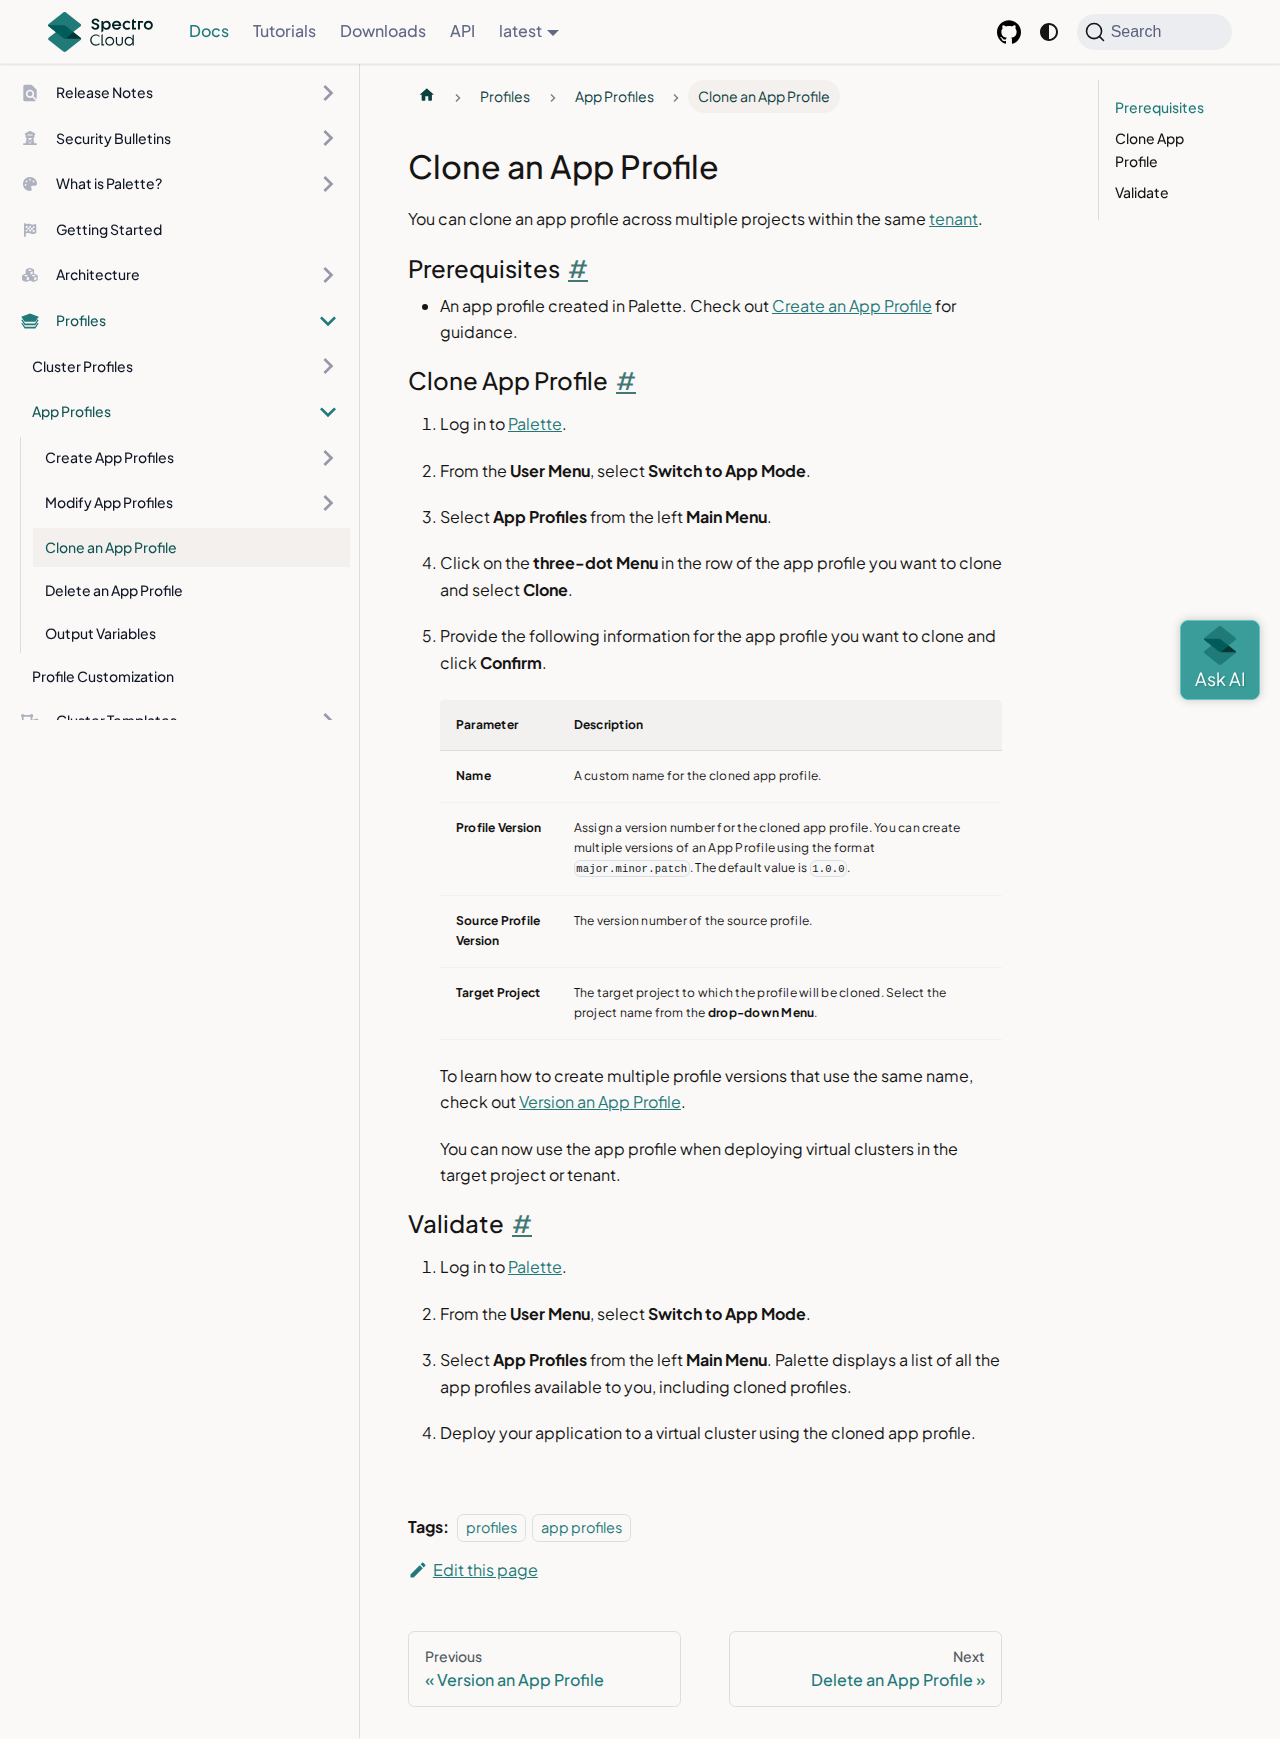 Spectro Cloud
Docs
Tutorials
Downloads
API
latest
Search
Release Notes
Security Bulletins
What is Palette?
Getting Started
Architecture
Profiles
Cluster Profiles
App Profiles
Create App Profiles
Modify App Profiles
Clone an App Profile
Delete an App Profile
Output Variables
Profile Customization
Cluster Templates
Profiles
App Profiles
Clone an App Profile
Clone an App Profile
You can clone an app profile across multiple projects within the same tenant.
Prerequisites #
An app profile created in Palette. Check out Create an App Profile for
guidance.
Clone App Profile #
1. Log in to Palette.
2. From the User Menu, select Switch to App Mode.
3. Select App Profiles from the left Main Menu.
4. Click on the three-dot Menu in the row of the app profile you want to clone
and select Clone.
5. Provide the following information for the app profile you want to clone and
click Confirm.
Parameter Description
Name A custom name for the cloned app profile.
Profile Version Assign a version number for the cloned app profile. You can create
multiple versions of an App Profile using the format
major.minor.patch. The default value is 1.0.0.
Source Profile The version number of the source profile.
Version
Target Project The target project to which the profile will be cloned. Select the
project name from the drop-down Menu.
To learn how to create multiple profile versions that use the same name,
check out Version an App Profile.
You can now use the app profile when deploying virtual clusters in the
target project or tenant.
Validate #
1. Log in to Palette.
2. From the User Menu, select Switch to App Mode.
3. Select App Profiles from the left Main Menu. Palette displays a list of all the
app profiles available to you, including cloned profiles.
4. Deploy your application to a virtual cluster using the cloned app profile.
Tags: profiles app profiles
Edit this page
Previous
« Version an App Profile
Next
Delete an App Profile »
Prerequisites
Clone App
Profile
Validate
Ask AI